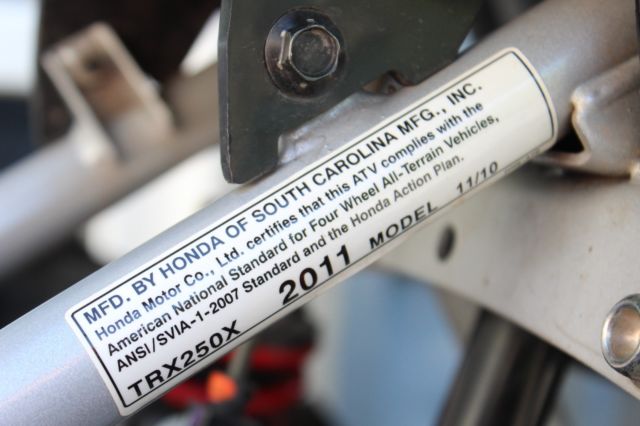 MFD. BY HONDA OF SOUTH CAROLINA MFG., INC.
Honda Motor Co., Ltd. certifies that this ATV complies with the
American National Standard for Four Wheel All-Terrain Vehicles,
ANSI/SVIA-1-2007 Standard and the Honda Action Plan.
TRX250X 2011 MODEL 11/10